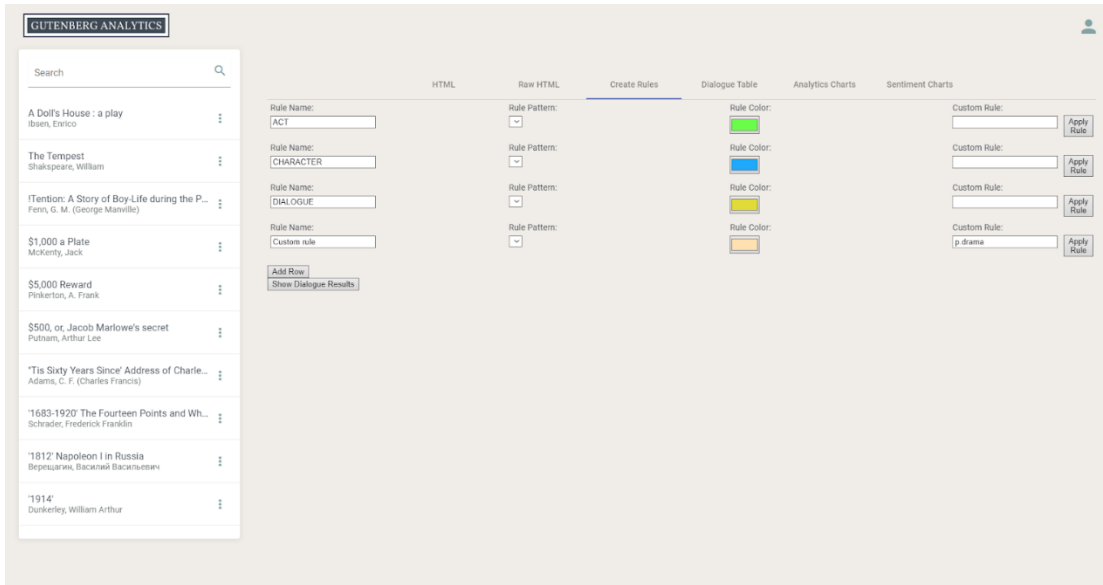 GUTENBERG ANALYTICS
Search
A Doll's House : a play
Ibsen, Enrico
The Tempest
Shakspeare, William
!Tention: A Story of Boy-Life during the P...
Fenn, G. M. (George Manville)
$1,000 a Plate
McKenty, Jack
$5,000 Reward
Pinkerton, A. Frank
$500, or, Jacob Marlowe's secret
Putnam, Arthur Lee
"Tis Sixty Years Since' Address of Charle...
Adams, C. F. (Charles Francis)
'1683-1920' The Fourteen Points and Wh...
Schrader, Frederick Franklin
'1812' Napoleon I in Russia
Верещагин, Василий Васильевич
'1914'
Dunkerley, William Arthur
HTML Raw HTML Create Rules Dialogue Table Analytics Charts Sentiment Charts
Rule Name: Rule Pattern: Rule Color: Custom Rule:
ACT Apply Rule
Rule Name: Rule Pattern: Rule Color: Custom Rule:
CHARACTER Apply Rule
Rule Name: Rule Pattern: Rule Color: Custom Rule:
DIALOGUE Apply Rule
Rule Name: Rule Pattern: Rule Color: Custom Rule:
Custom rule p.drama Apply Rule
Add Row
Show Dialogue Results